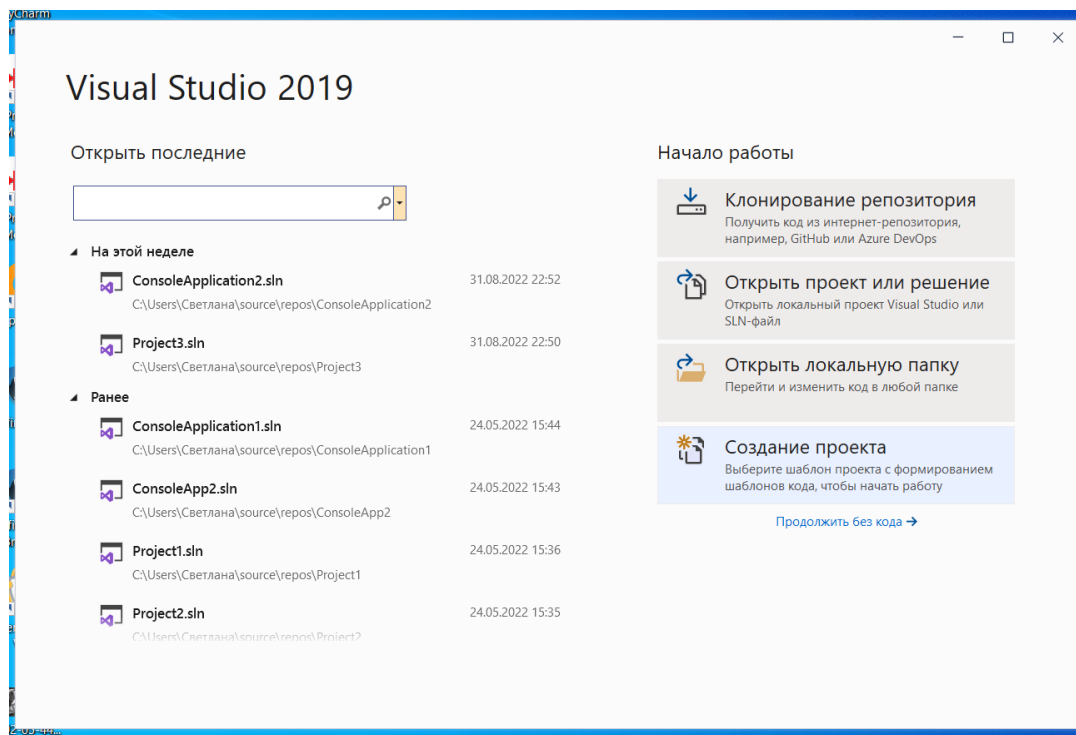 yCharm
Visual Studio 2019
Открыть последние
На этой неделе
ConsoleApplication2.sln 31.08.2022 22:52
C:\Users\Светлана\source\repos\ConsoleApplication2
Project3.sln 31.08.2022 22:50
C:\Users\Светлана\source\repos\Project3
Ранее
ConsoleApplication1.sln 24.05.2022 15:44
C:\Users\Светлана\source\repos\ConsoleApplication1
ConsoleApp2.sln 24.05.2022 15:43
C:\Users\Светлана\source\repos\ConsoleApp2
Project1.sln 24.05.2022 15:36
C:\Users\Светлана\source\repos\Project1
Project2.sln 24.05.2022 15:35
C:\Users\Светлана\source\repos\Project2
Начало работы
Клонирование репозитория
Получить код из интернет-репозитория,
например, GitHub или Azure DevOps
Открыть проект или решение
Открыть локальный проект Visual Studio или
SLN-файл
Открыть локальную папку
Перейти и изменить код в любой папке
Создание проекта
Выберите шаблон проекта с формированием
шаблонов кода, чтобы начать работу
Продолжить без кода →